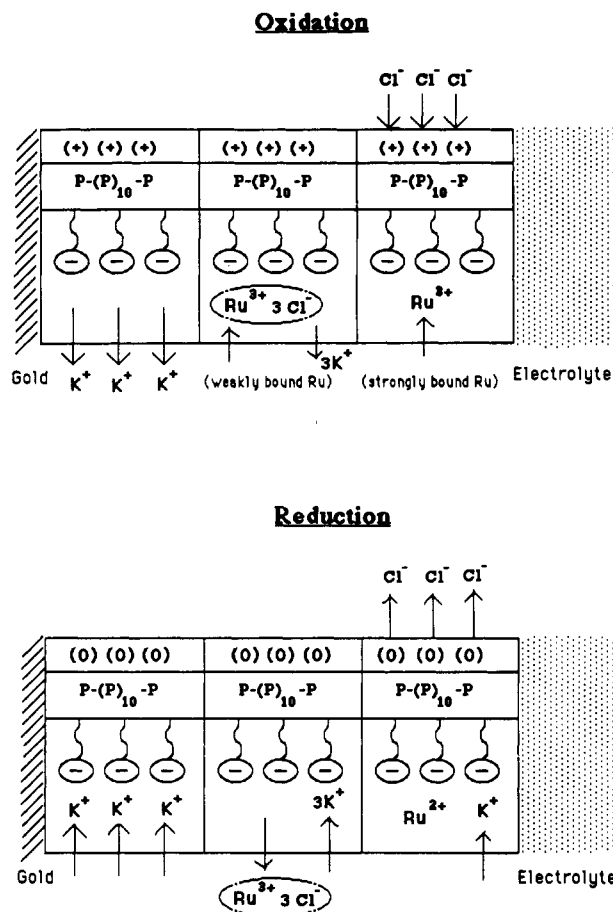 Oxidation
Cl⁻ Cl⁻ Cl⁻
(+) (+) (+) (+) (+) (+) (+) (+) (+)
P-(P)₁₀-P P-(P)₁₀-P P-(P)₁₀-P
− − − − − − − − −
Ru³⁺ 3 Cl⁻ Ru³⁺
Gold K⁺ K⁺ K⁺ (weakly bound Ru) 3K⁺ (strongly bound Ru) Electrolyte
Reduction
Cl⁻ Cl⁻ Cl⁻
(0) (0) (0) (0) (0) (0) (0) (0) (0)
P-(P)₁₀-P P-(P)₁₀-P P-(P)₁₀-P
− − − − − − − − −
K⁺ K⁺ K⁺ 3K⁺ Ru²⁺ K⁺
Gold Ru³⁺ 3 Cl⁻ Electrolyte